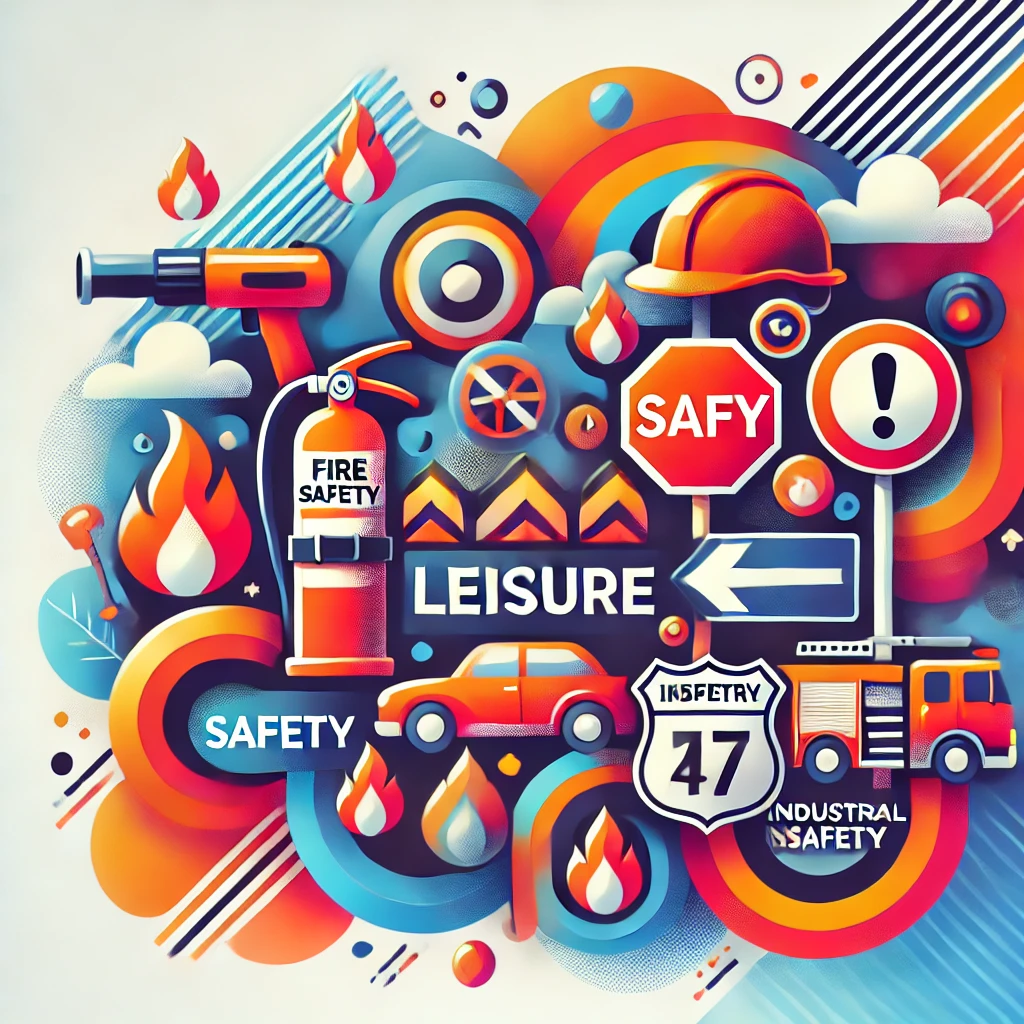 SAFY
!
FIRE
SAFETY
LEISURE
INSFETRY
47
SAFETY
INDUSTRAL
SAFETY